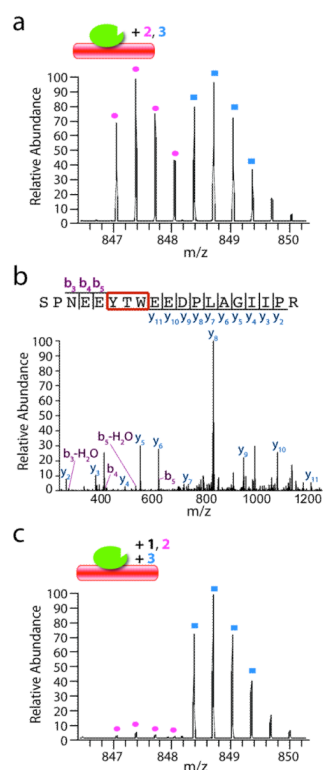 a
+ 2, 3
Relative Abundance
100
90
80
70
60
50
40
30
20
10
0
847 848 849 850
m/z
b
b3 b4 b5
S P N E E Y T W E E D P L A G I I P R
y11 y10 y9 y8 y7 y6 y5 y4 y3 y2
Relative Abundance
100
90
80
70
60
50
40
30
20
10
0
y8
b5-H2O y5 y6
b3-H2O
y9 y10
y2 y3 b4 y4 b5 y7 y11
400 600 800 1000 1200
m/z
c
+ 1, 2
+ 3
Relative Abundance
100
90
80
70
60
50
40
30
20
10
0
847 848 849 850
m/z